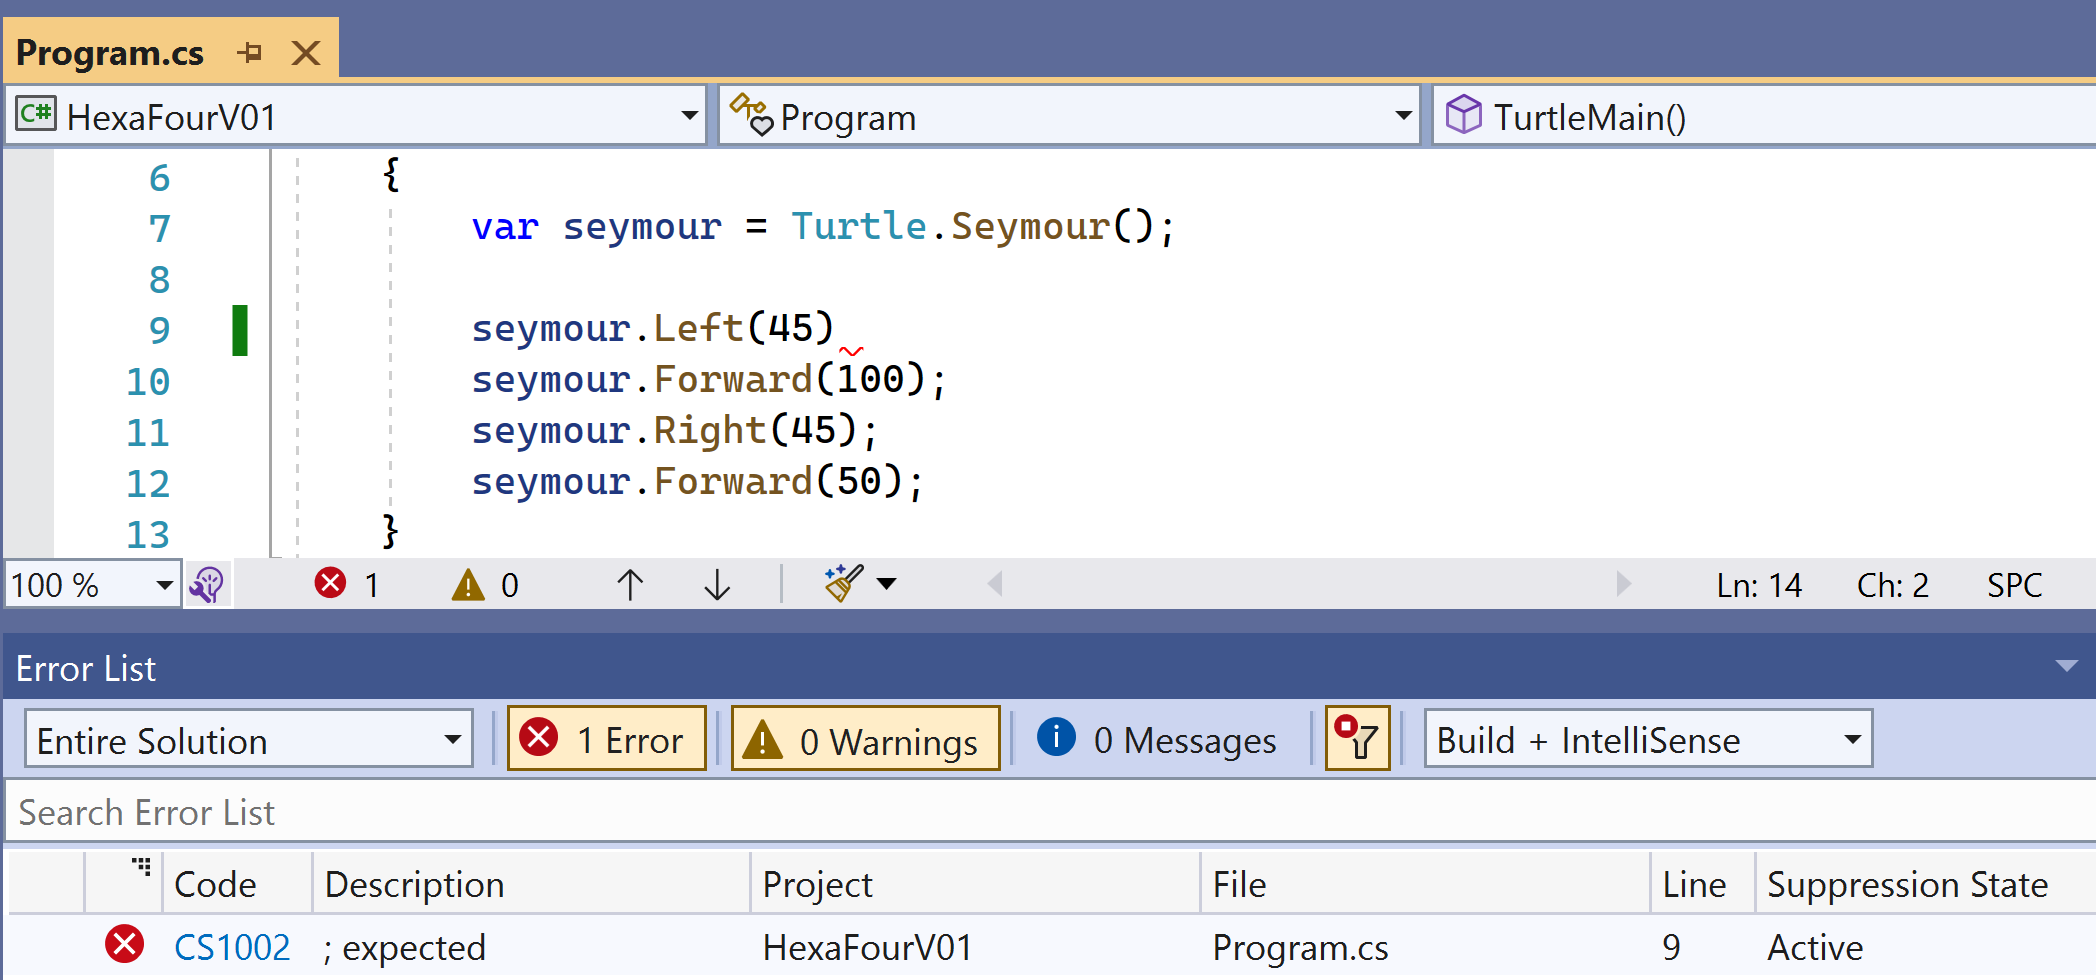 Program.cs
C# HexaFourV01 Program TurtleMain()
6 {
7 var seymour = Turtle.Seymour();
8
9 seymour.Left(45)
10 seymour.Forward(100);
11 seymour.Right(45);
12 seymour.Forward(50);
13 }
100 % 1 0 Ln: 14 Ch: 2 SPC
Error List
Entire Solution 1 Error 0 Warnings 0 Messages Build + IntelliSense
Search Error List
Code Description Project File Line Suppression State
CS1002 ; expected HexaFourV01 Program.cs 9 Active